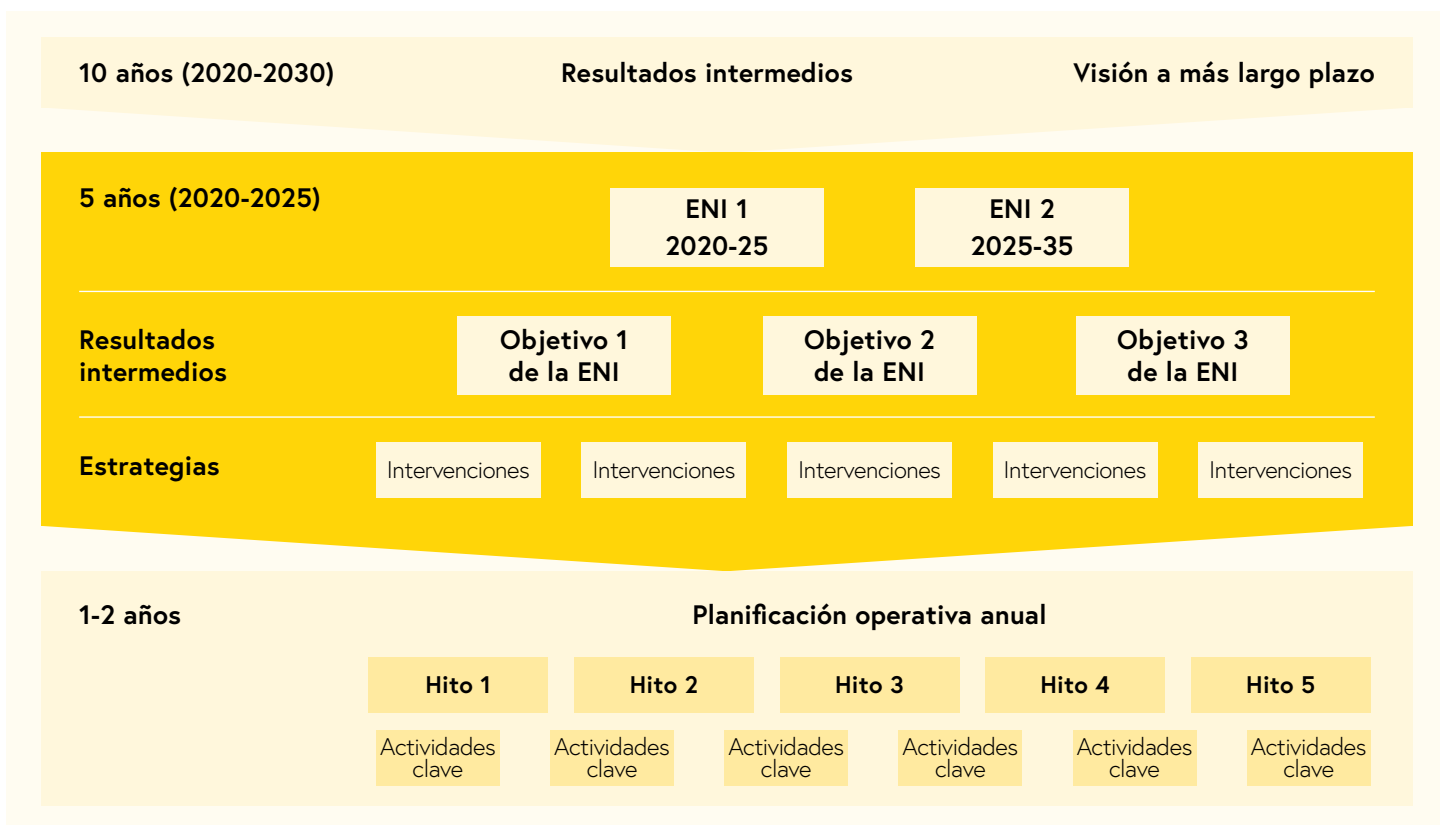 10 años (2020-2030)
Resultados intermedios
Visión a más largo plazo
5 años (2020-2025)
ENI 1
2020-25
ENI 2
2025-35
Resultados
intermedios
Objetivo 1
de la ENI
Objetivo 2
de la ENI
Objetivo 3
de la ENI
Estrategias
Intervenciones
Intervenciones
Intervenciones
Intervenciones
Intervenciones
1-2 años
Planificación operativa anual
Hito 1
Hito 2
Hito 3
Hito 4
Hito 5
Actividades
clave
Actividades
clave
Actividades
clave
Actividades
clave
Actividades
clave
Actividades
clave